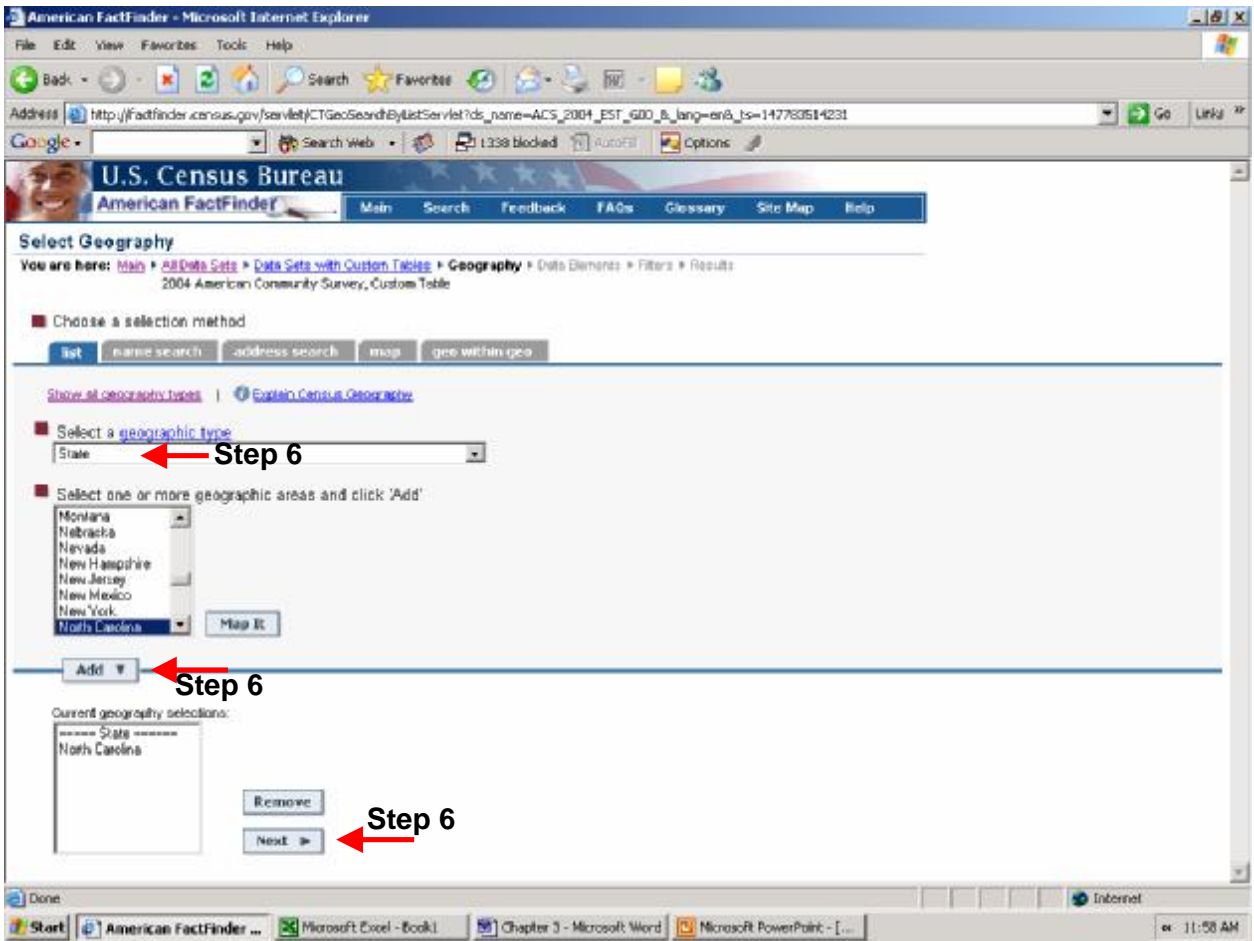 American FactFinder - Microsoft Internet Explorer
File Edit View Favorites Tools Help
Back Search Favorites
Address http://factfinder.census.gov/servlet/CTGeoSearchByListServlet?ds_name=ACS_2004_EST_G00_&_lang=en&_ts=147783514231 Go Links
Google Search Web 1338 blocked AutoFill Options
U.S. Census Bureau
American FactFinder Main Search Feedback FAQs Glossary Site Map Help
Select Geography
You are here: Main ▸ All Data Sets ▸ Data Sets with Custom Tables ▸ Geography ▸ Data Elements ▸ Filters ▸ Results
2004 American Community Survey, Custom Table
Choose a selection method
list name search address search map geo within geo
Show all geography types | Explain Census Geography
Select a geographic type
State
Step 6
Select one or more geographic areas and click 'Add'
Montana
Nebraska
Nevada
New Hampshire
New Jersey
New Mexico
New York
North Carolina
Map It
Add ▼
Step 6
Current geography selections:
----- State ------
North Carolina
Remove
Step 6
Next
Done Internet
Start American FactFinder ... Microsoft Excel - Book1 Chapter 3 - Microsoft Word Microsoft PowerPoint - [... 11:58 AM